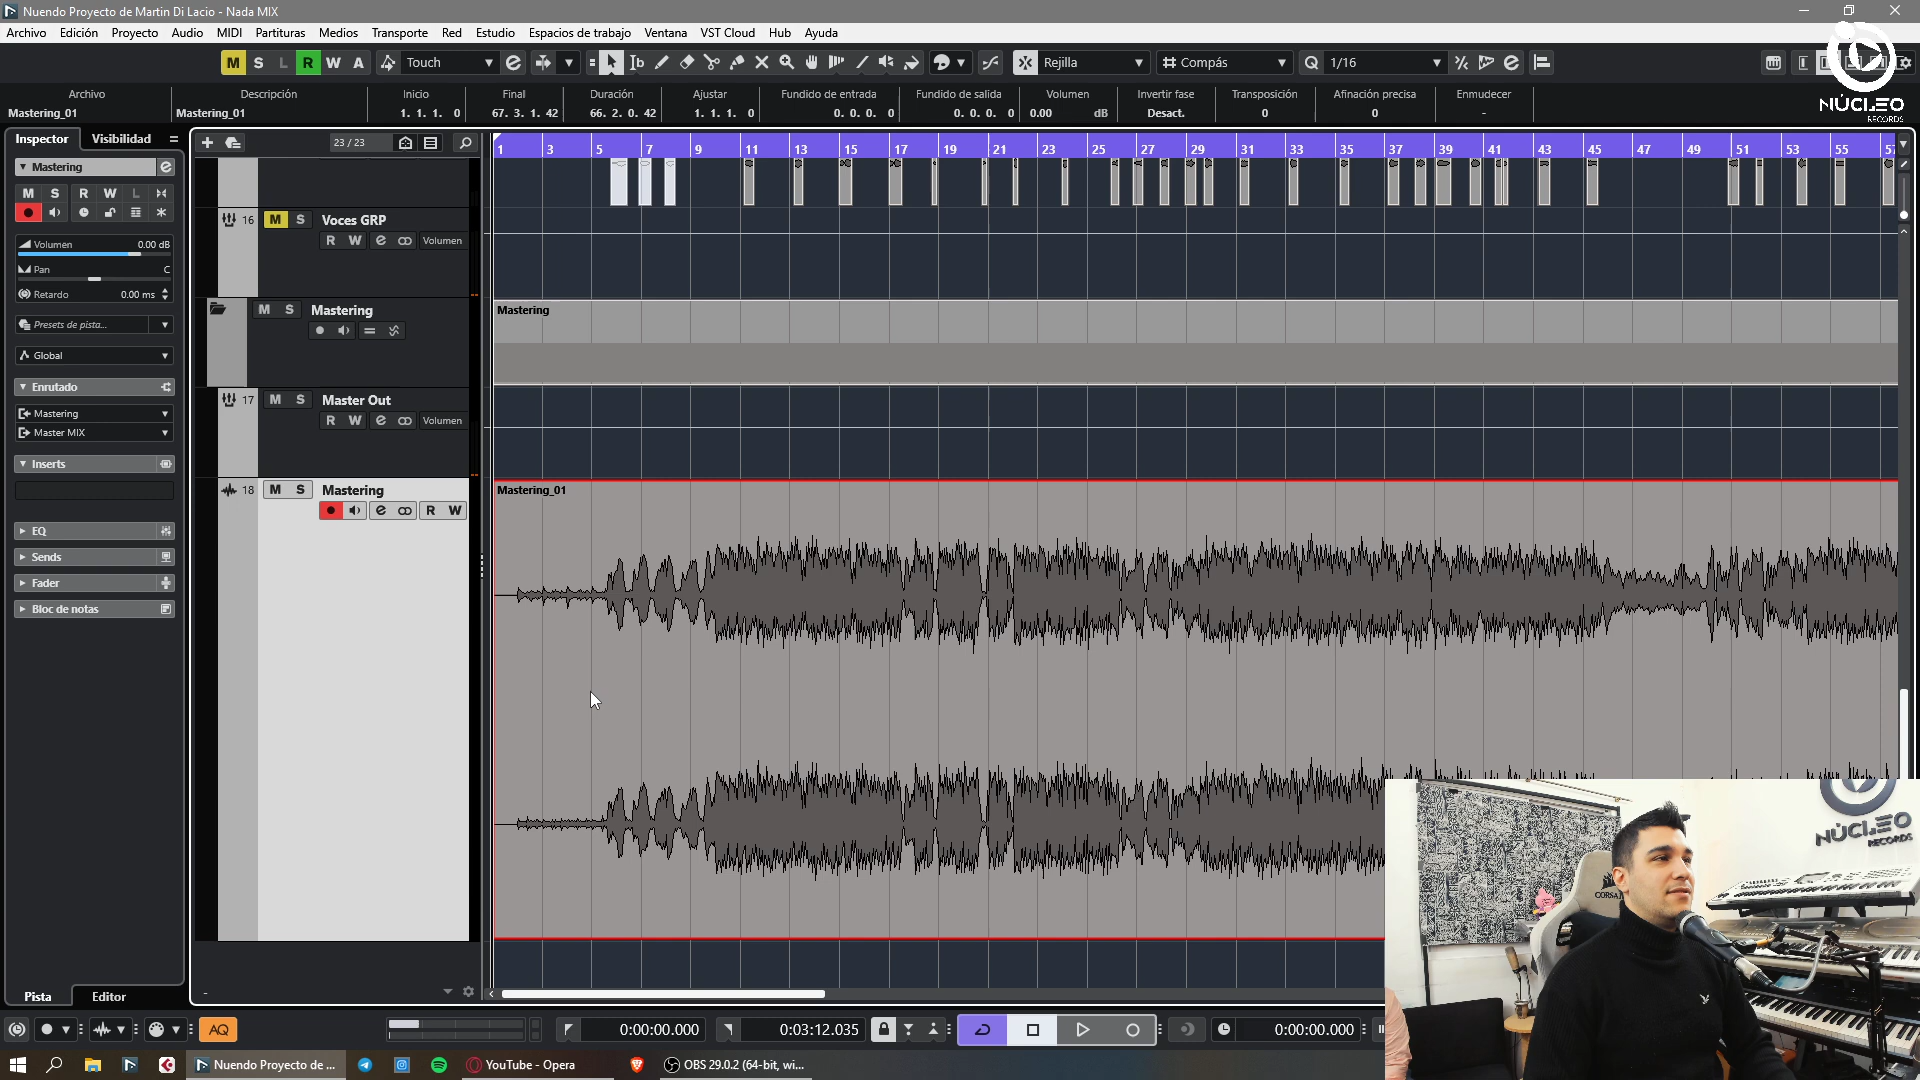 Nuendo Proyecto de Martin Di Lacio - Nada MIX
Archivo Edición Proyecto Audio MIDI Partituras Medios Transporte Red Estudio Espacios de trabajo Ventana VST Cloud Hub Ayuda
M S L R W A Touch Rejilla Compás Q 1/16
NÚCLEO
RECORDS
Archivo Descripción Inicio Final Duración Ajustar Fundido de entrada Fundido de salida Volumen Invertir fase Transposición Afinación precisa Enmudecer
Mastering_01 Mastering_01 1. 1. 1. 0 67. 3. 1. 42 66. 2. 0. 42 1. 1. 1. 0 0. 0. 0. 0 0. 0. 0. 0 0.00 dB Desact. 0 0 -
Inspector Visibilidad 23 / 23
1 3 5 7 9 11 13 15 17 19 21 23 25 27 29 31 33 35 37 39 41 43 45 47 49 51 53 55 57
Mastering
M S R W L
Volumen 0.00 dB
Pan C
Retardo 0.00 ms
Presets de pista...
Global
Enrutado
Mastering
Master MIX
Inserts
EQ
Sends
Fader
Bloc de notas
16 M S Voces GRP
R W e Volumen
M S Mastering
Mastering
17 M S Master Out
R W e Volumen
18 M S Mastering
e R W
Mastering_01
NÚCLEO
RECORDS
CORSAIR
Pista Editor
AQ 0:00:00.000 0:03:12.035 0:00:00.000
Nuendo Proyecto de ... YouTube - Opera OBS 29.0.2 (64-bit, wi...